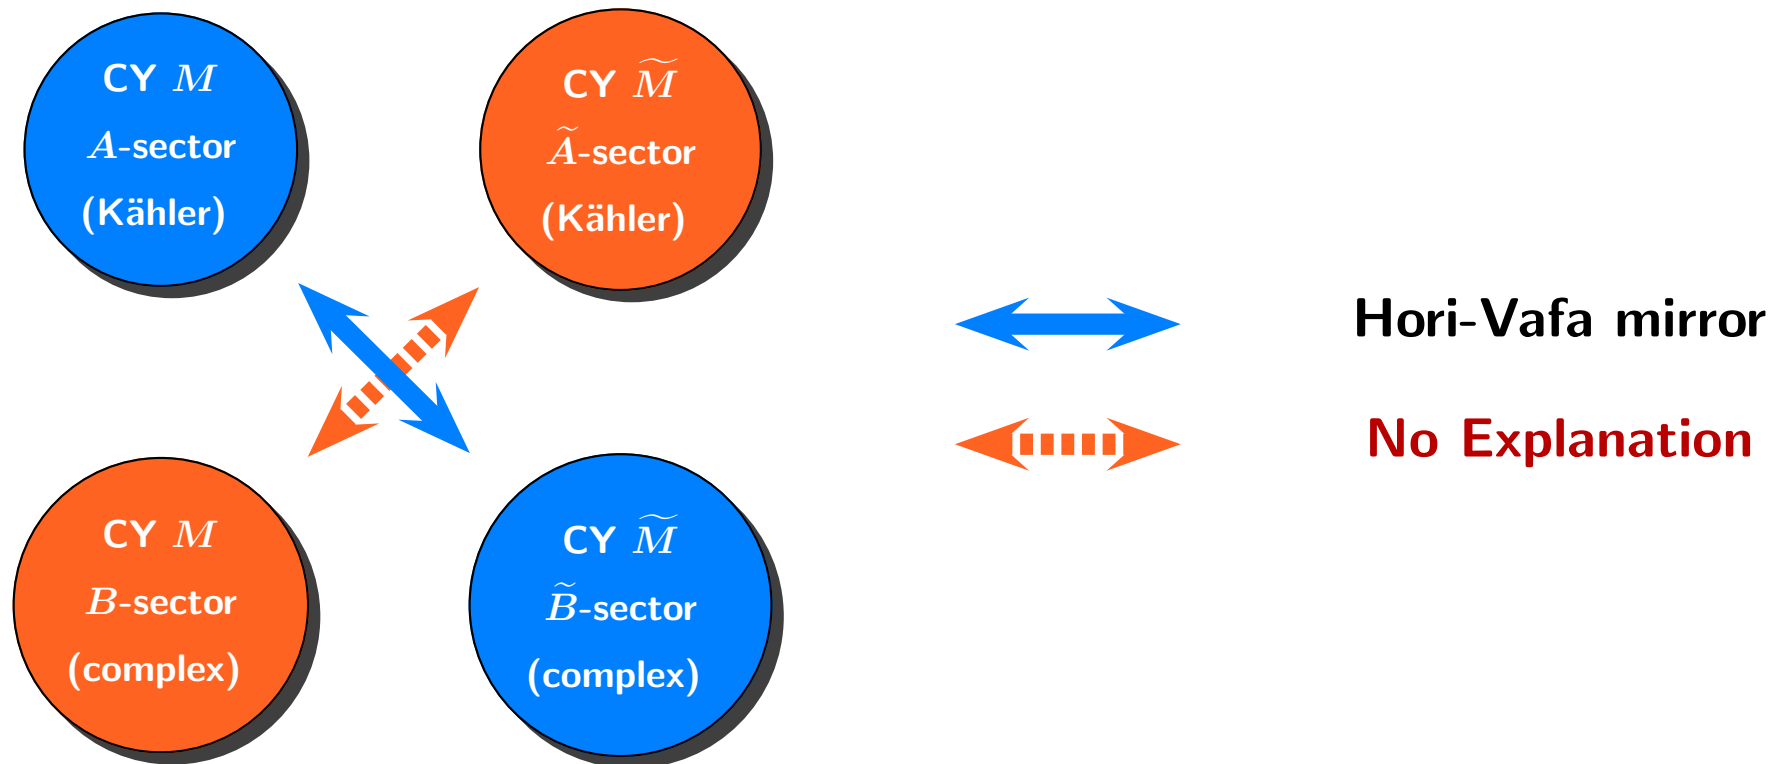 CY M
A-sector
(Kähler)
CY M̃
Ã-sector
(Kähler)
CY M
B-sector
(complex)
CY M̃
B̃-sector
(complex)
Hori-Vafa mirror
No Explanation